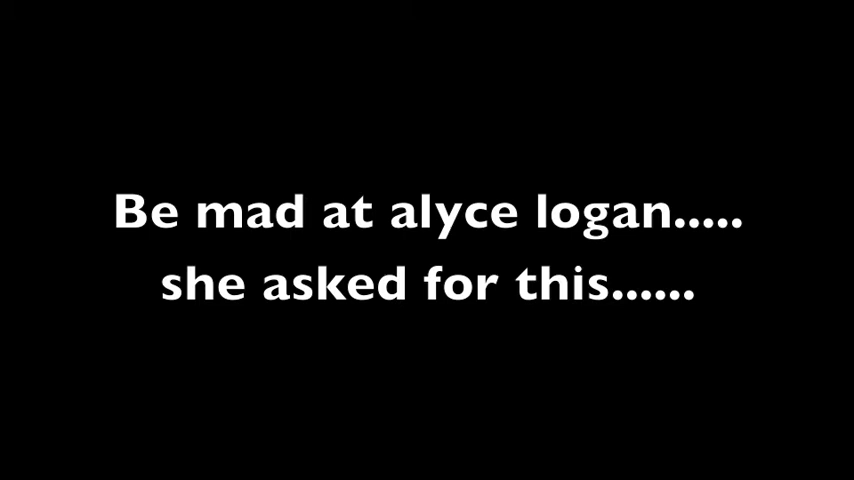 Be mad at alyce logan.....
she asked for this......